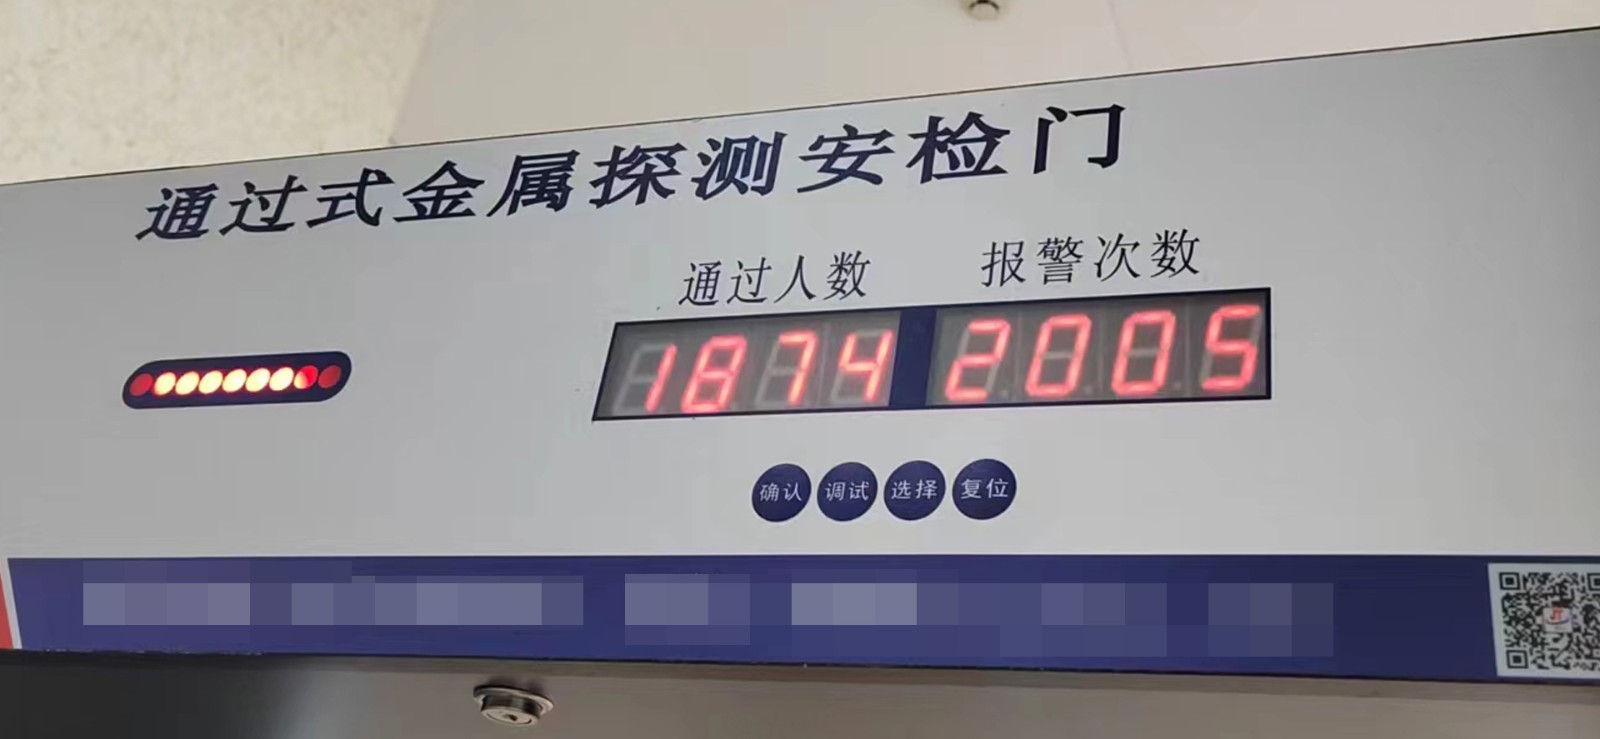 通过式金属探测安检门
通过人数 报警次数
1874 2005
确认 调试 选择 复位